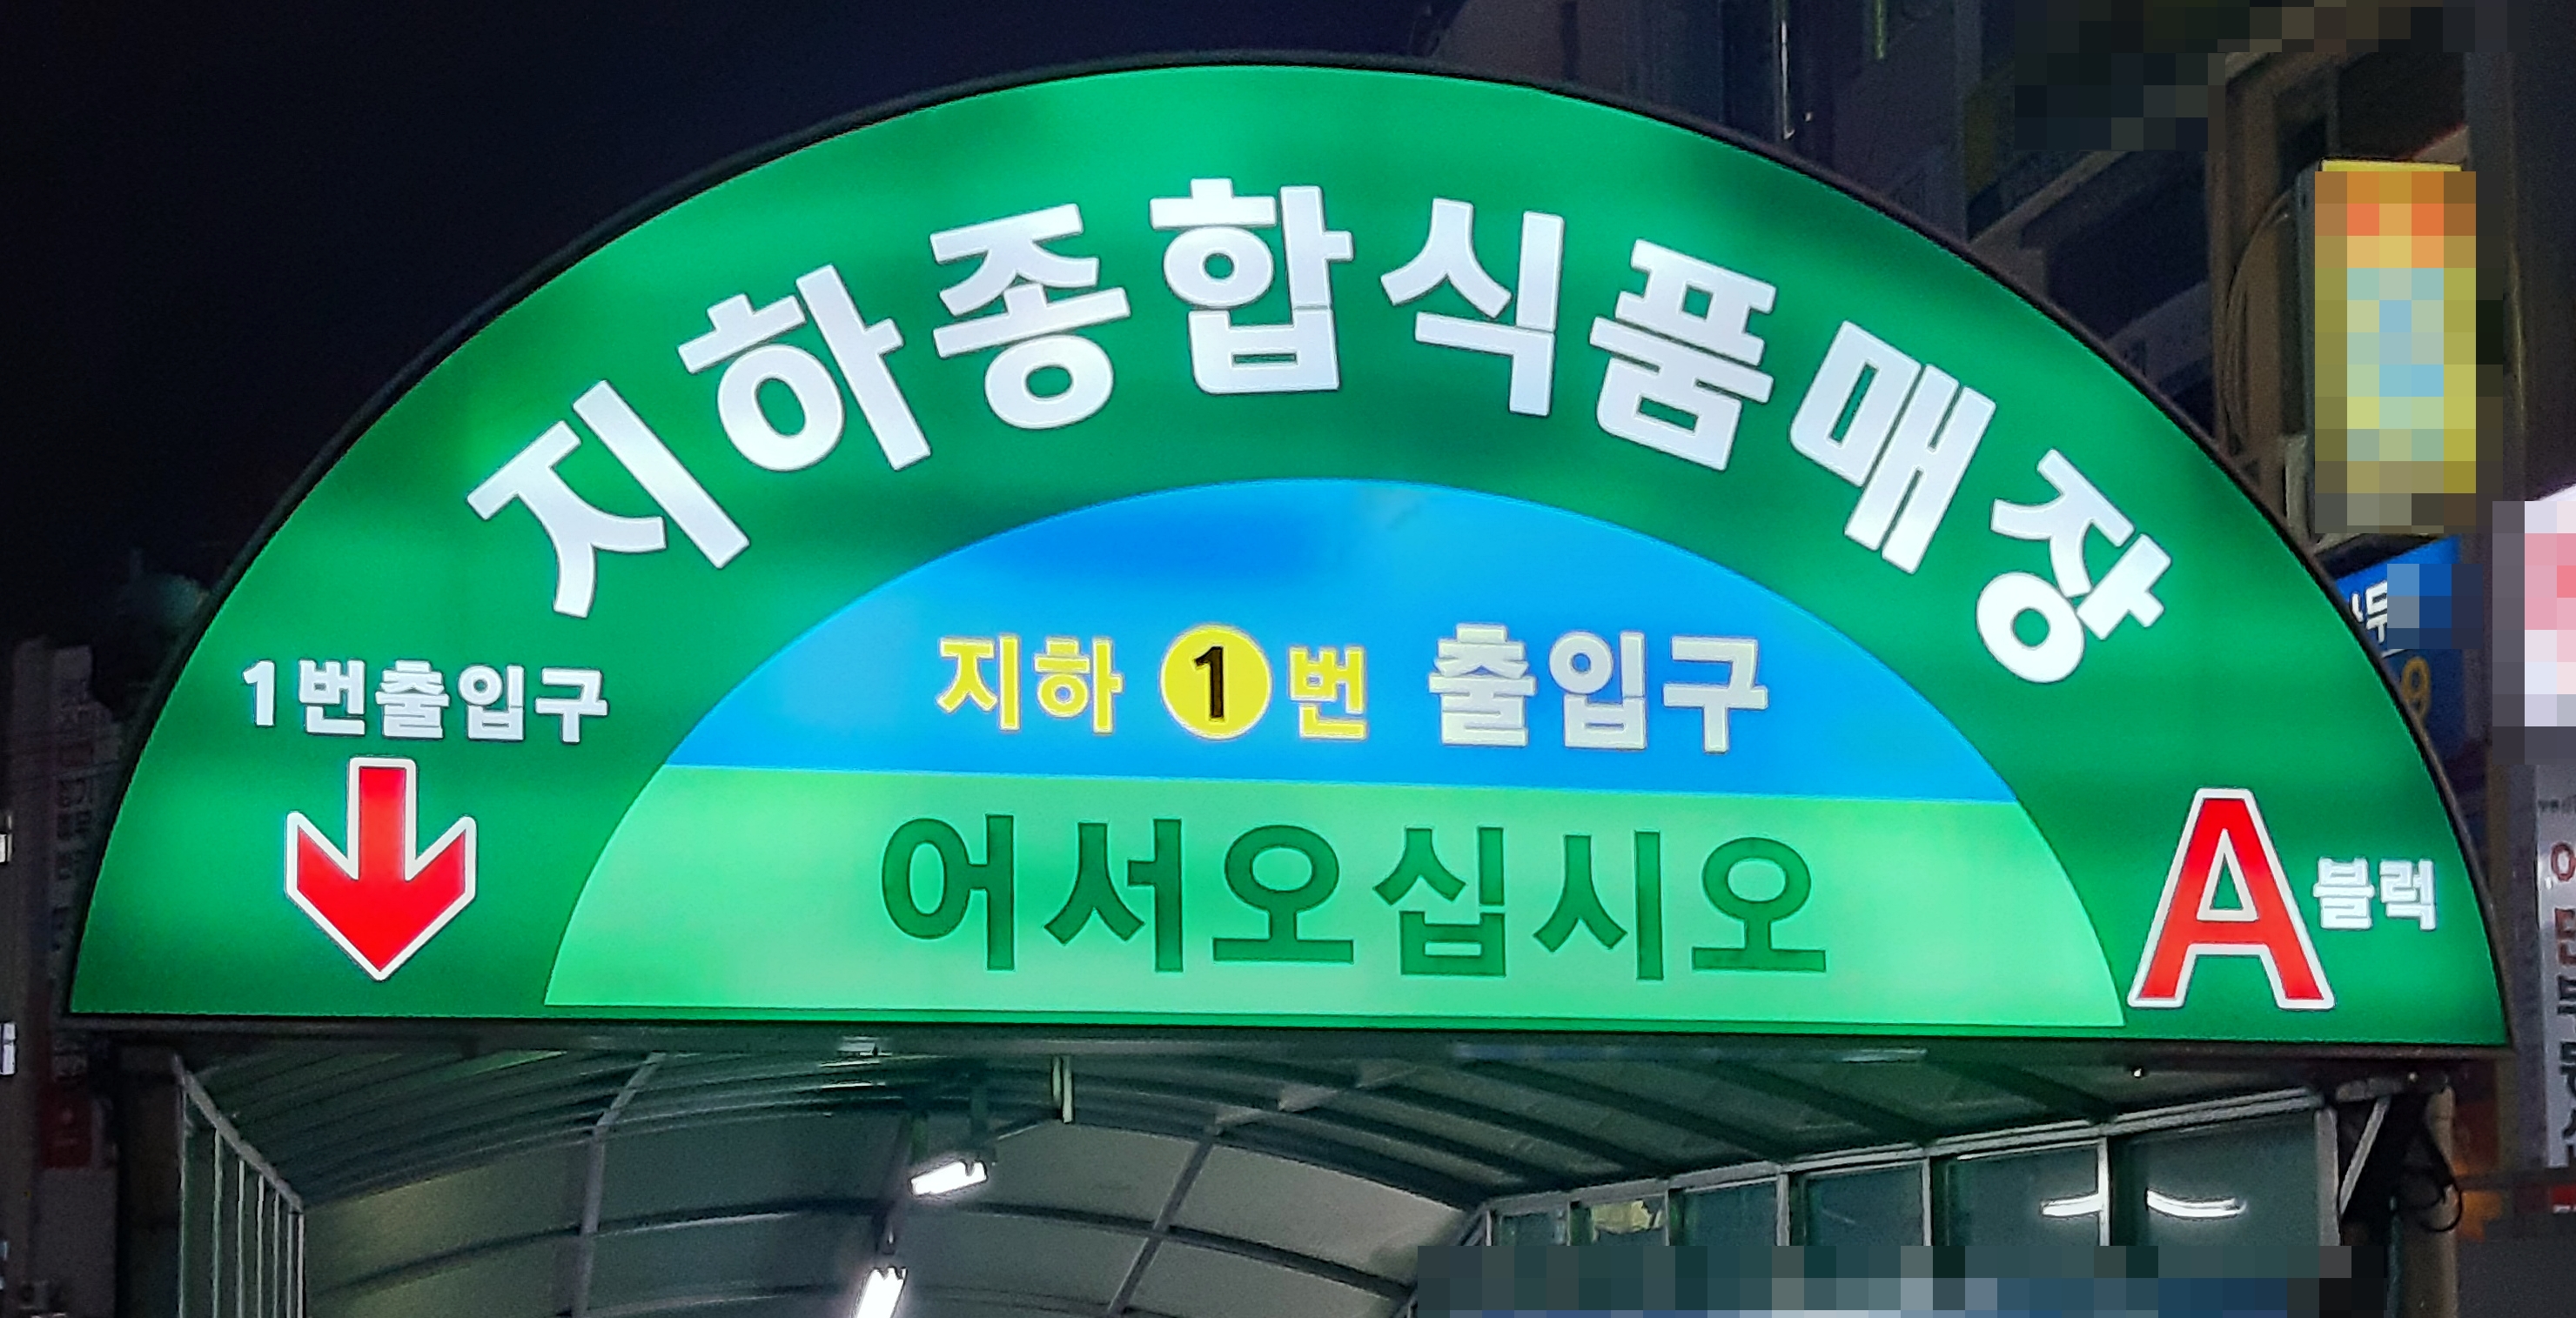 지하종합식품매장
1번출입구
지하 1번 출입구
어서오십시오
A블럭